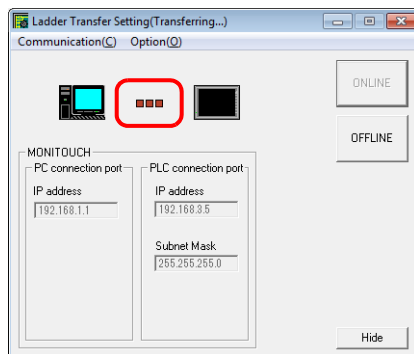 Ladder Transfer Setting(Transferring...)
Communication(C) Option(O)
ONLINE
OFFLINE
MONITOUCH
PC connection port
IP address
192.168.1.1
PLC connection port
IP address
192.168.3.5
Subnet Mask
255.255.255.0
Hide